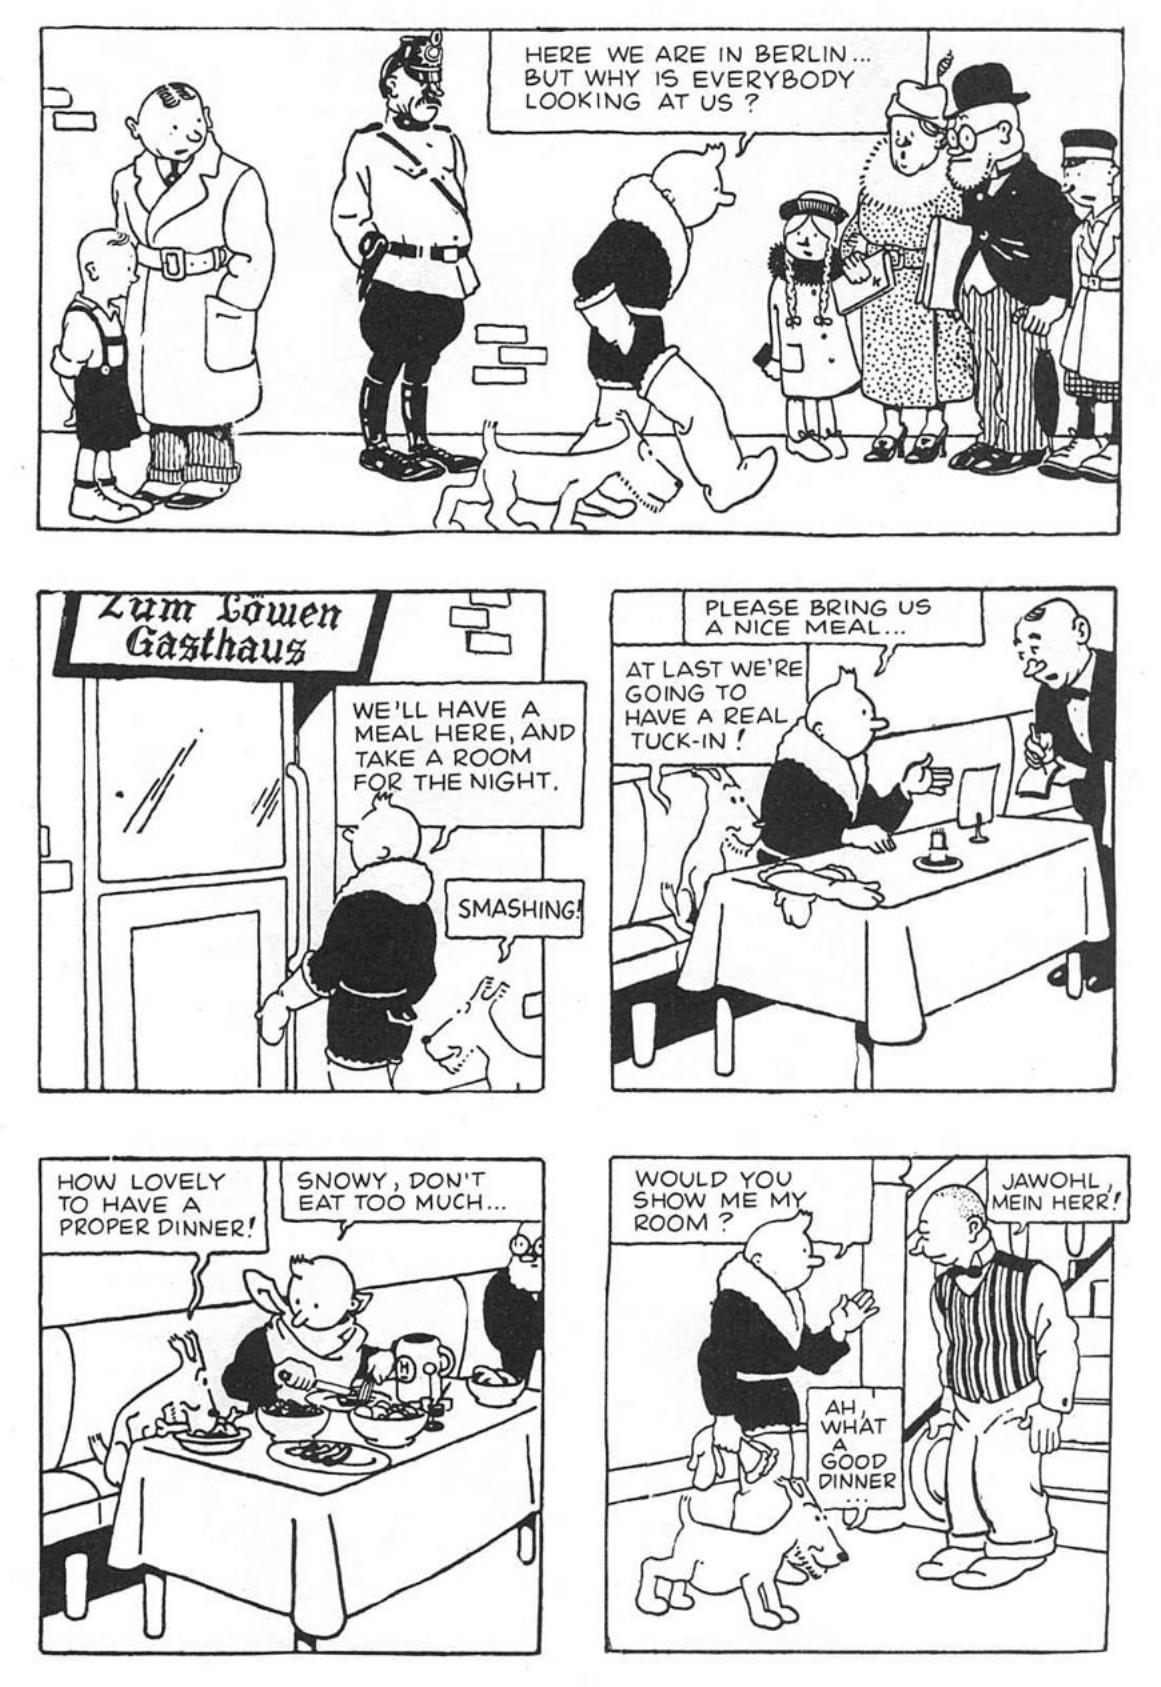 HERE WE ARE IN BERLIN...
BUT WHY IS EVERYBODY
LOOKING AT US?
K
Zum Löwen
Gasthaus
WE'LL HAVE A
MEAL HERE, AND
TAKE A ROOM
FOR THE NIGHT.
SMASHING!
PLEASE BRING US
A NICE MEAL...
AT LAST WE'RE
GOING TO
HAVE A REAL
TUCK-IN!
HOW LOVELY
TO HAVE A
PROPER DINNER!
SNOWY, DON'T
EAT TOO MUCH...
H
WOULD YOU
SHOW ME MY
ROOM?
JAWOHL,
MEIN HERR!
AH,
WHAT
A
GOOD
DINNER
...